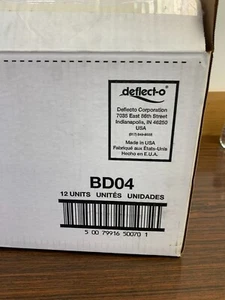 deflect-o
Deflecto Corporation
7035 East 86th Street
Indianapolis, IN 46250
USA
Made in USA
Fabriqué aux États-Unis
Hecho en E.U.A.
BD04
12 UNITS UNITÉS UNIDADES
5 00 79916 50070 1